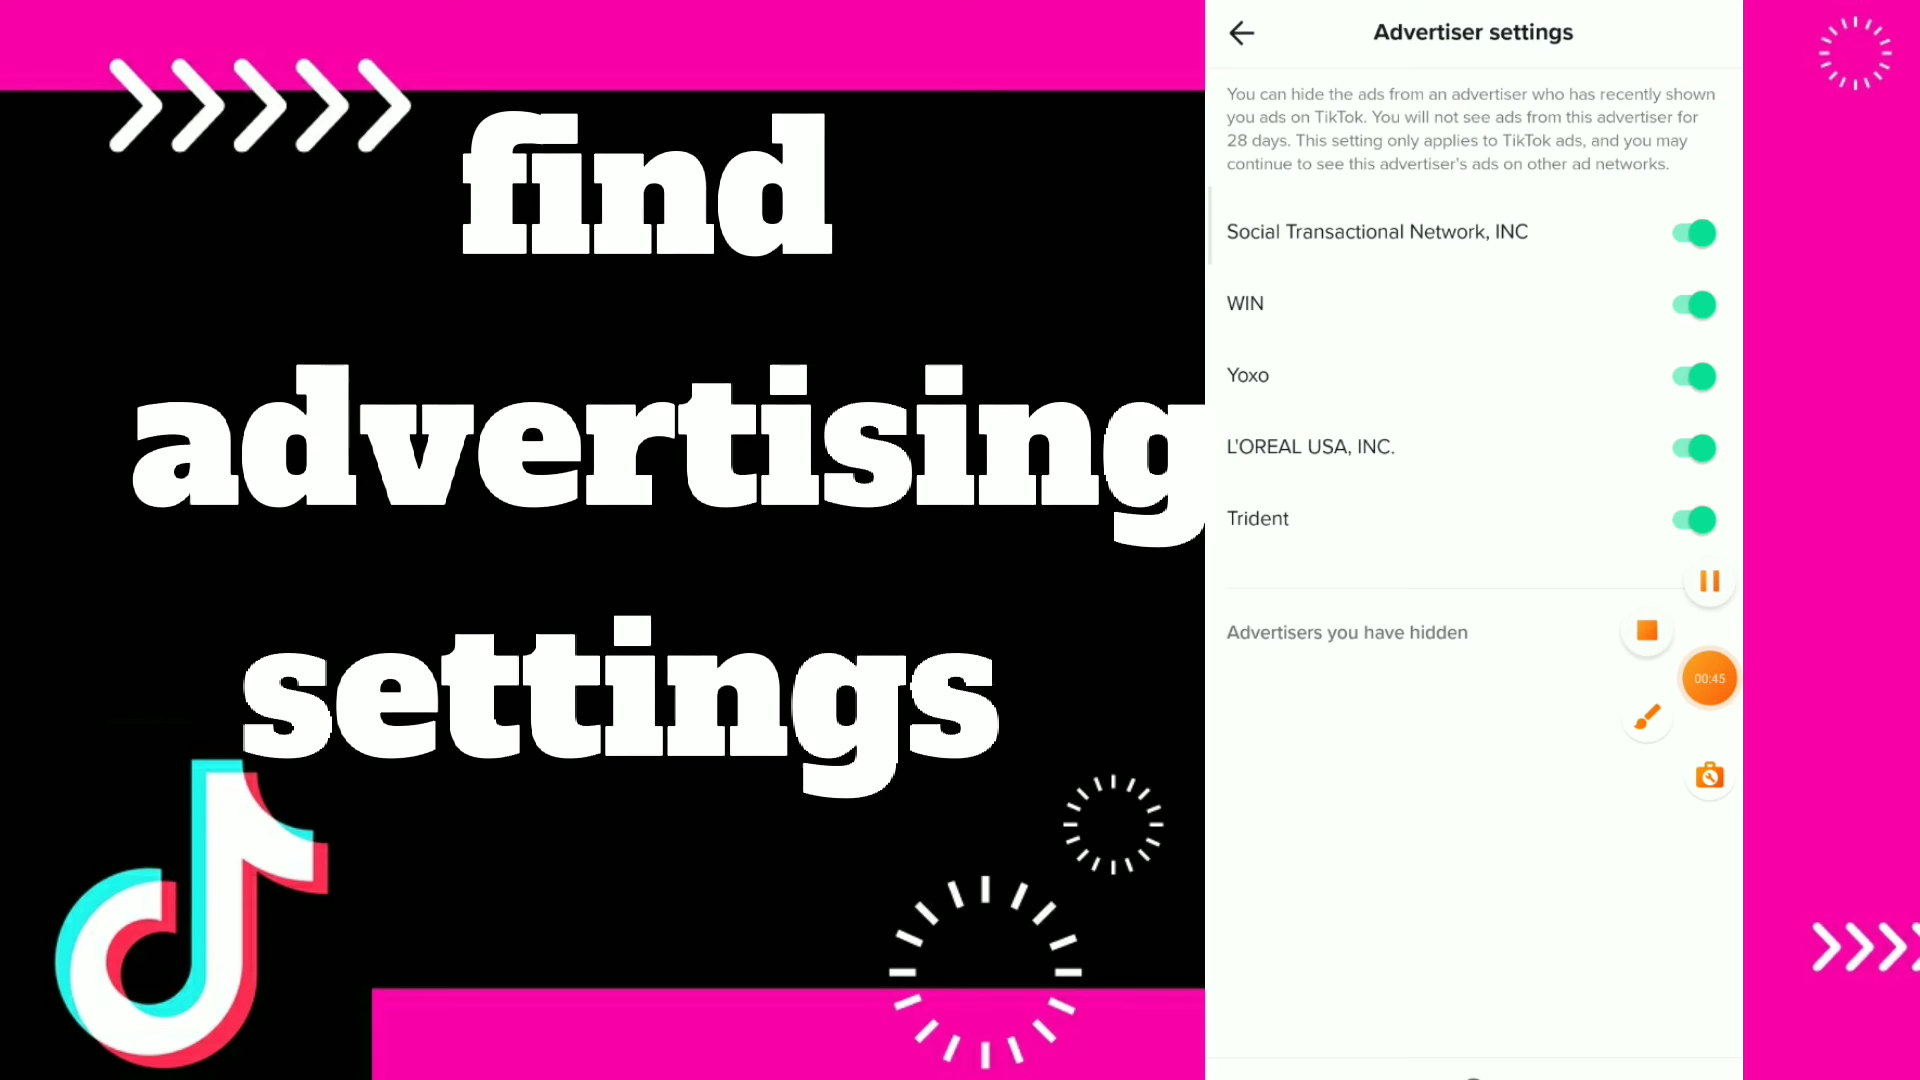 find
advertising
settings
Advertiser settings
You can hide the ads from an advertiser who has recently shown
you ads on TikTok. You will not see ads from this advertiser for
28 days. This setting only applies to TikTok ads, and you may
continue to see this advertiser's ads on other ad networks.
Social Transactional Network, INC
WIN
Yoxo
L'OREAL USA, INC.
Trident
Advertisers you have hidden
00:45